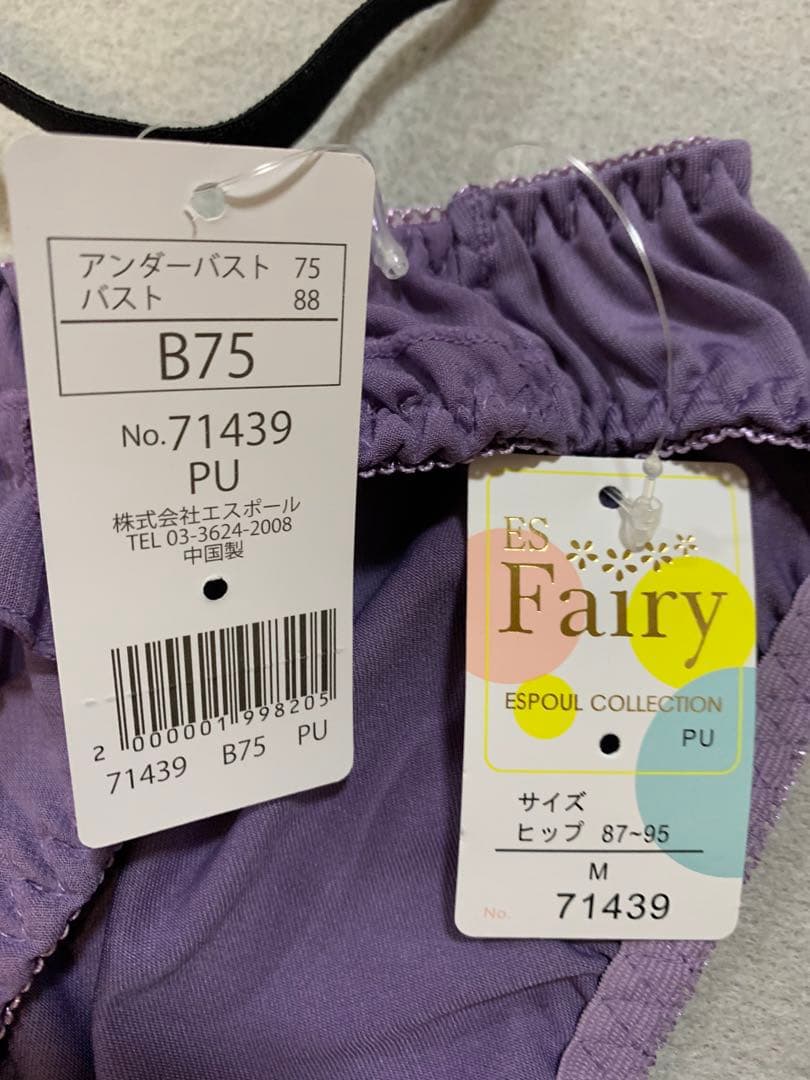 アンダーバスト 75
バスト 88
B75
No.71439
PU
株式会社エスポール
TEL 03-3624-2008
中国製
2 000001 998205
71439 B75 PU
ES
Fairy
ESPOUL COLLECTION
PU
サイズ
ヒップ 87~95
M
No. 71439